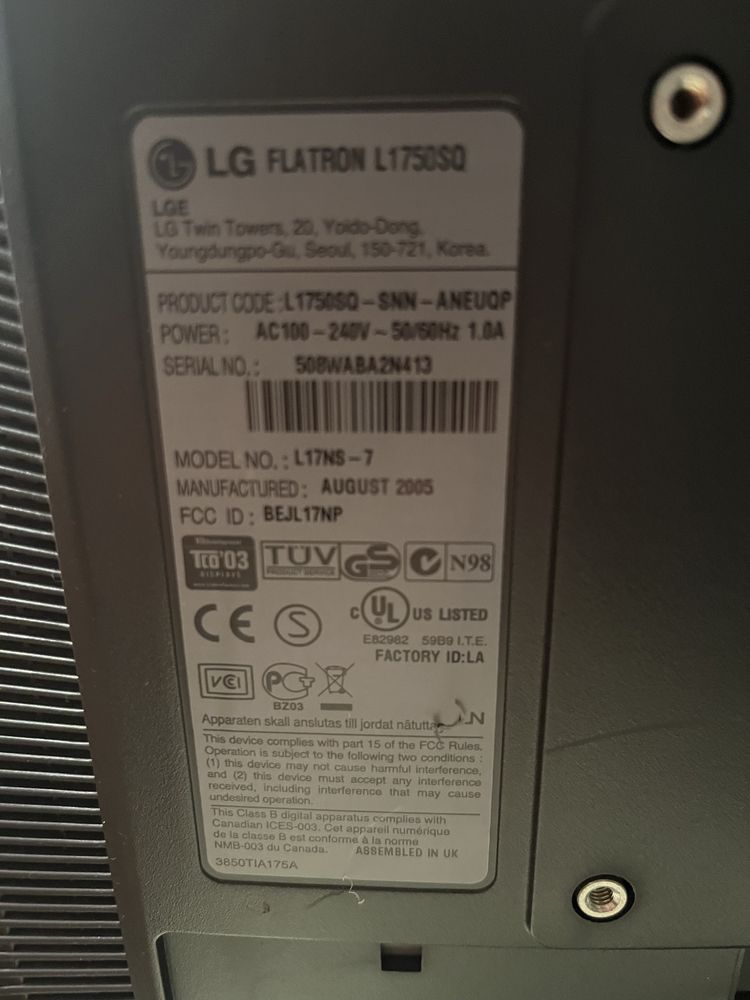 LG FLATRON L1750SQ
LGE
LG Twin Towers, 20, Yoido-Dong,
Youngdungpo-Gu, Seoul, 150-721, Korea.
PRODUCT CODE : L1750SQ-SNN-ANEUQP
POWER : AC100-240V~50/60Hz 1.0A
SERIAL NO. : 508WABA2N413
MODEL NO. : L17NS-7
MANUFACTURED : AUGUST 2005
FCC ID : BEJL17NP
TCO'03
DISPLAYS
TÜV
PRODUCT SERVICE
GS
N98
CE
S
C UL US LISTED
E82982 59B9 I.T.E.
FACTORY ID:LA
VCI
PCT
BZ03
Apparaten skall anslutas till jordat nätuttag
This device complies with part 15 of the FCC Rules.
Operation is subject to the following two conditions :
(1) this device may not cause harmful interference,
and (2) this device must accept any interference
received, including interference that may cause
undesired operation.
This Class B digital apparatus complies with
Canadian ICES-003. Cet appareil numérique
de la classe B est conforme à la norme
NMB-003 du Canada. ASSEMBLED IN UK
3850TIA175A